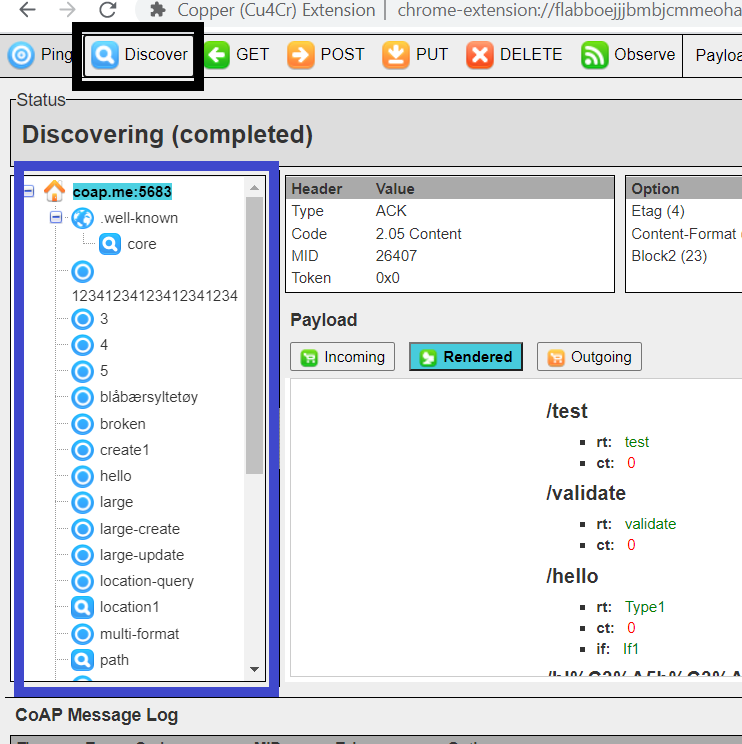 Copper (Cu4Cr) Extension | chrome-extension://flabboejjjbmbjcmmeoha
Ping Discover GET POST PUT DELETE Observe Payloa
Status
Discovering (completed)
coap.me:5683
.well-known
core
12341234123412341234
3
4
5
blåbærsyltetøy
broken
create1
hello
large
large-create
large-update
location-query
location1
multi-format
path
Header Value
Type ACK
Code 2.05 Content
MID 26407
Token 0x0
Option
Etag (4)
Content-Format (
Block2 (23)
Payload
Incoming Rendered Outgoing
/test
rt: test
ct: 0
/validate
rt: validate
ct: 0
/hello
rt: Type1
ct: 0
if: If1
CoAP Message Log